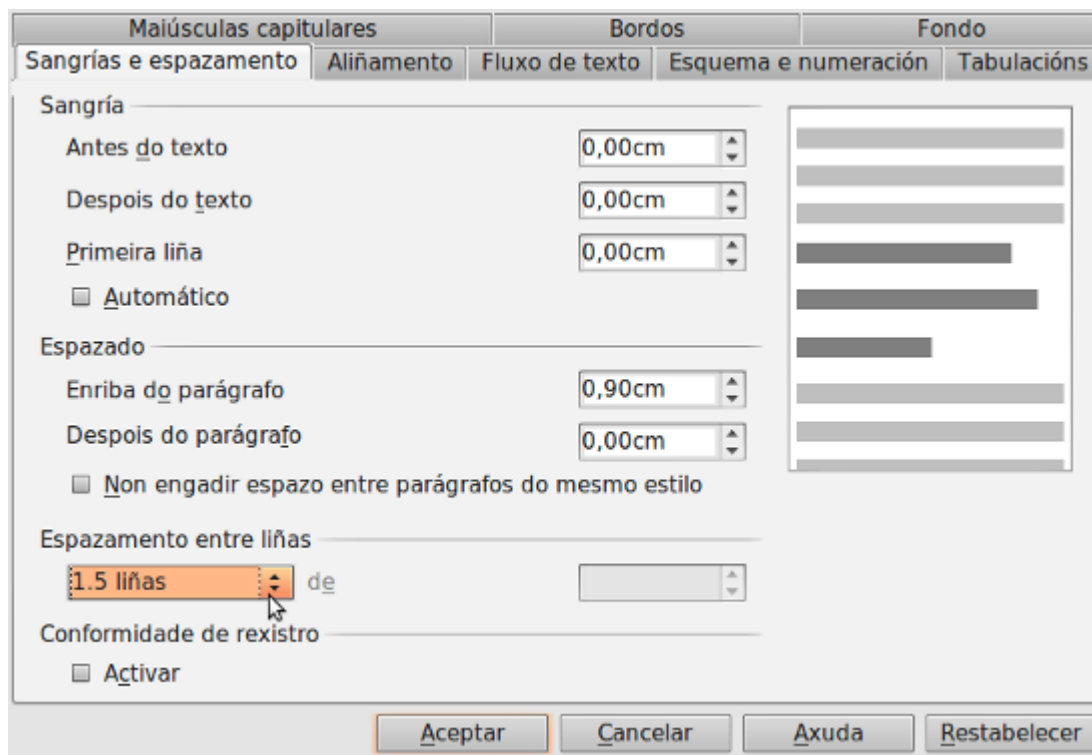 Maiúsculas capitulares Bordos Fondo
Sangrías e espazamento Aliñamento Fluxo de texto Esquema e numeración Tabulacións
Sangría
Antes do texto 0,00cm
Despois do texto 0,00cm
Primeira liña 0,00cm
Automático
Espazado
Enriba do parágrafo 0,90cm
Despois do parágrafo 0,00cm
Non engadir espazo entre parágrafos do mesmo estilo
Espazamento entre liñas
1.5 liñas de
Conformidade de rexistro
Activar
Aceptar Cancelar Axuda Restabelecer